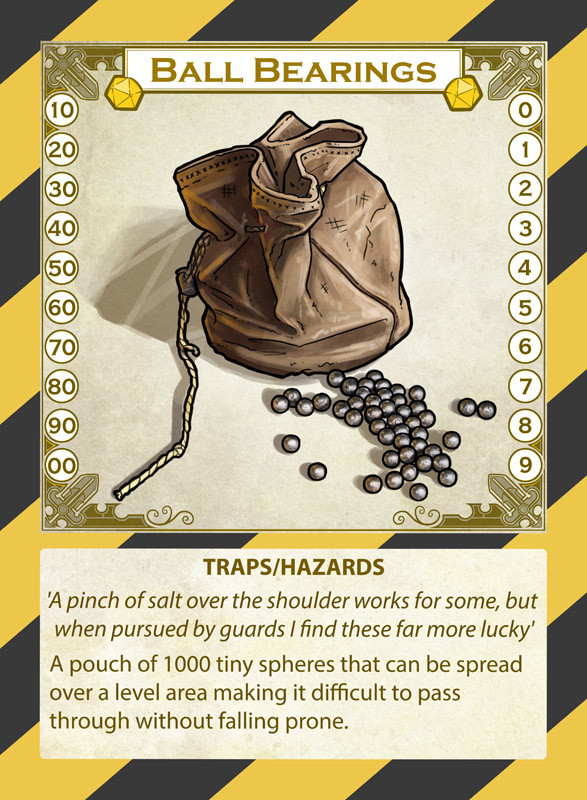 BALL BEARINGS
10
20
30
40
50
60
70
80
90
00
0
1
2
3
4
5
6
7
8
9
TRAPS/HAZARDS
'A pinch of salt over the shoulder works for some, but
when pursued by guards I find these far more lucky'
A pouch of 1000 tiny spheres that can be spread
over a level area making it difficult to pass
through without falling prone.